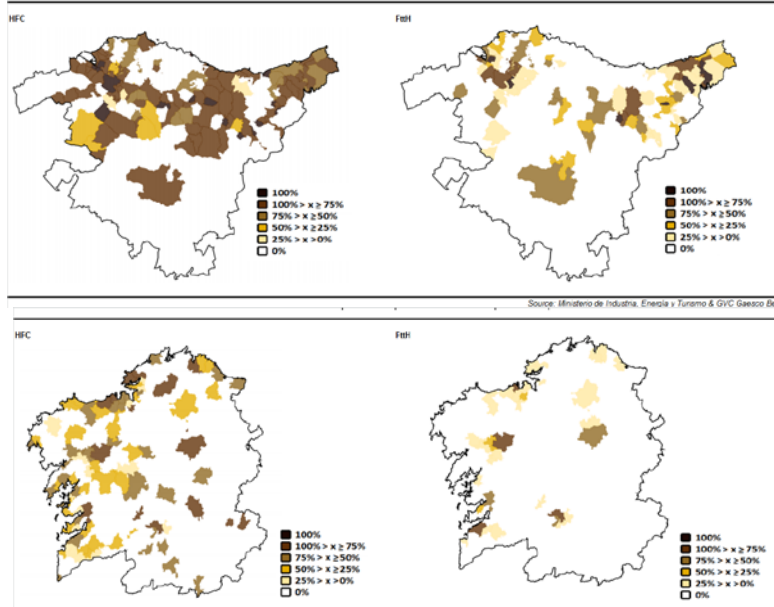 HFC
FttH
100%
100% > x ≥ 75%
75% > x ≥50%
50% > x ≥25%
25% > x >0%
0%
100%
100% > x ≥ 75%
75% > x ≥50%
50% > x ≥25%
25% > x >0%
0%
Source: Ministerio de Industria, Energía y Turismo & GVC Gaesco Be
HFC
FttH
100%
100% > x ≥ 75%
75% > x ≥50%
50% > x ≥25%
25% > x >0%
0%
100%
100% > x ≥ 75%
75% > x ≥50%
50% > x ≥25%
25% > x >0%
0%